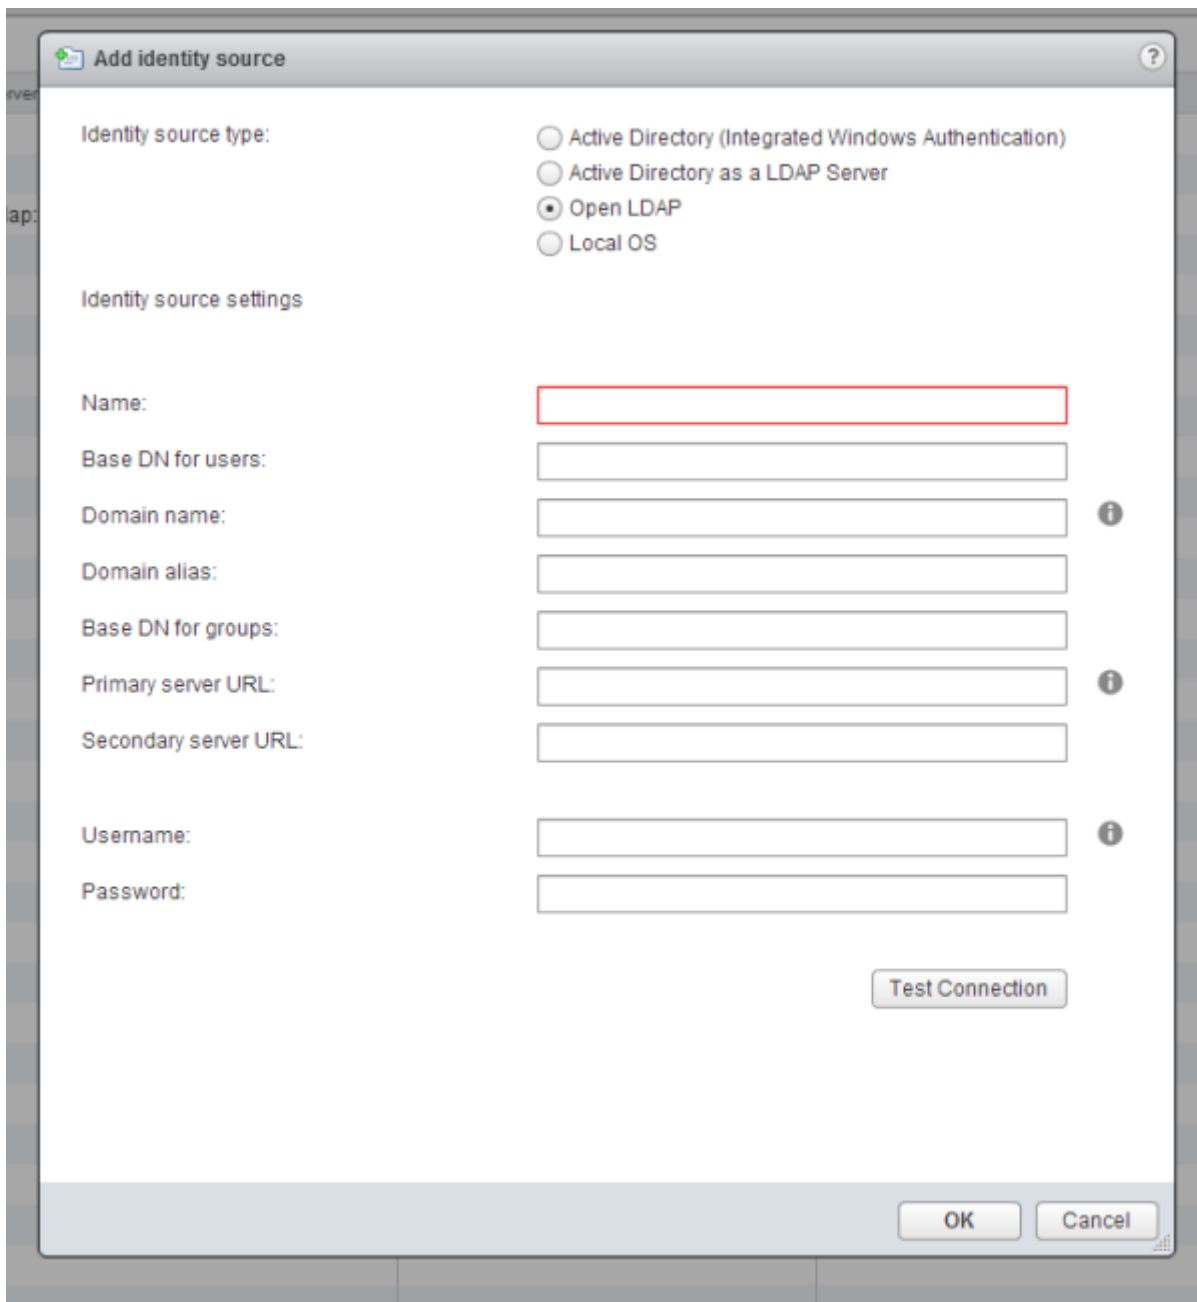 Add identity source
?
Identity source type:
Active Directory (Integrated Windows Authentication)
Active Directory as a LDAP Server
Open LDAP
Local OS
Identity source settings
Name:
Base DN for users:
Domain name:
Domain alias:
Base DN for groups:
Primary server URL:
Secondary server URL:
Username:
Password:
Test Connection
OK
Cancel